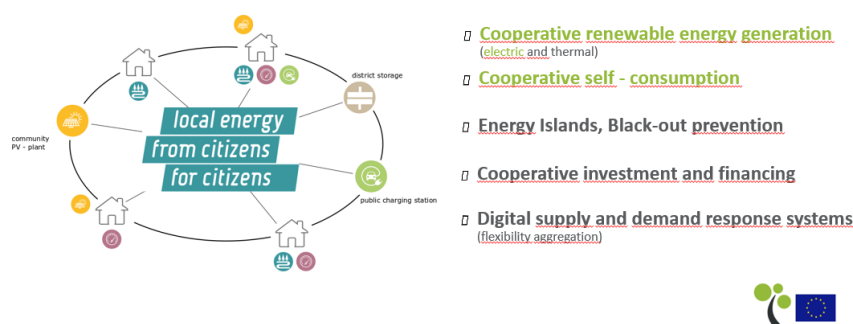 district storage
local energy
from citizens
for citizens
community
PV - plant
public charging station
Cooperative renewable energy generation
(electric and thermal)
Cooperative self - consumption
Energy Islands, Black-out prevention
Cooperative investment and financing
Digital supply and demand response systems
(flexibility aggregation)